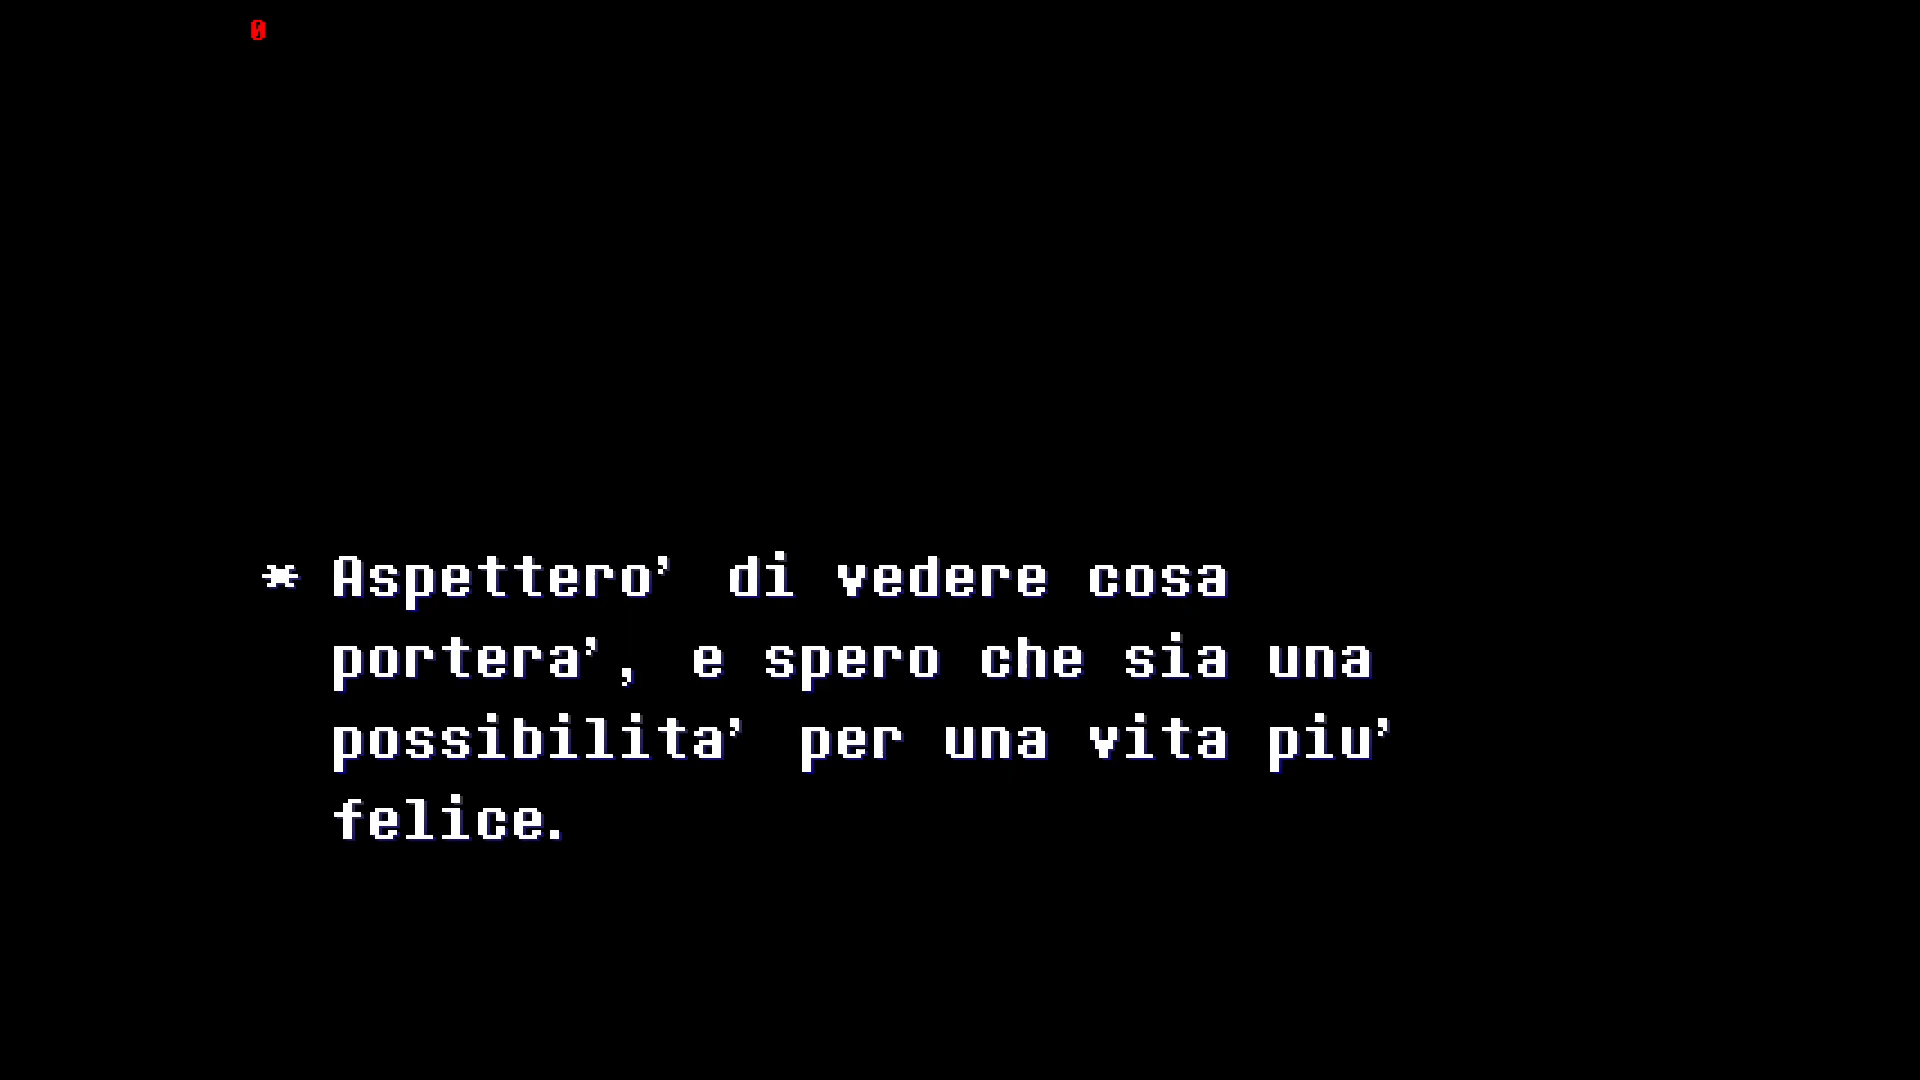 0
* Aspettero’ di vedere cosa
portera’, e spero che sia una
possibilita’ per una vita piu’
felice.